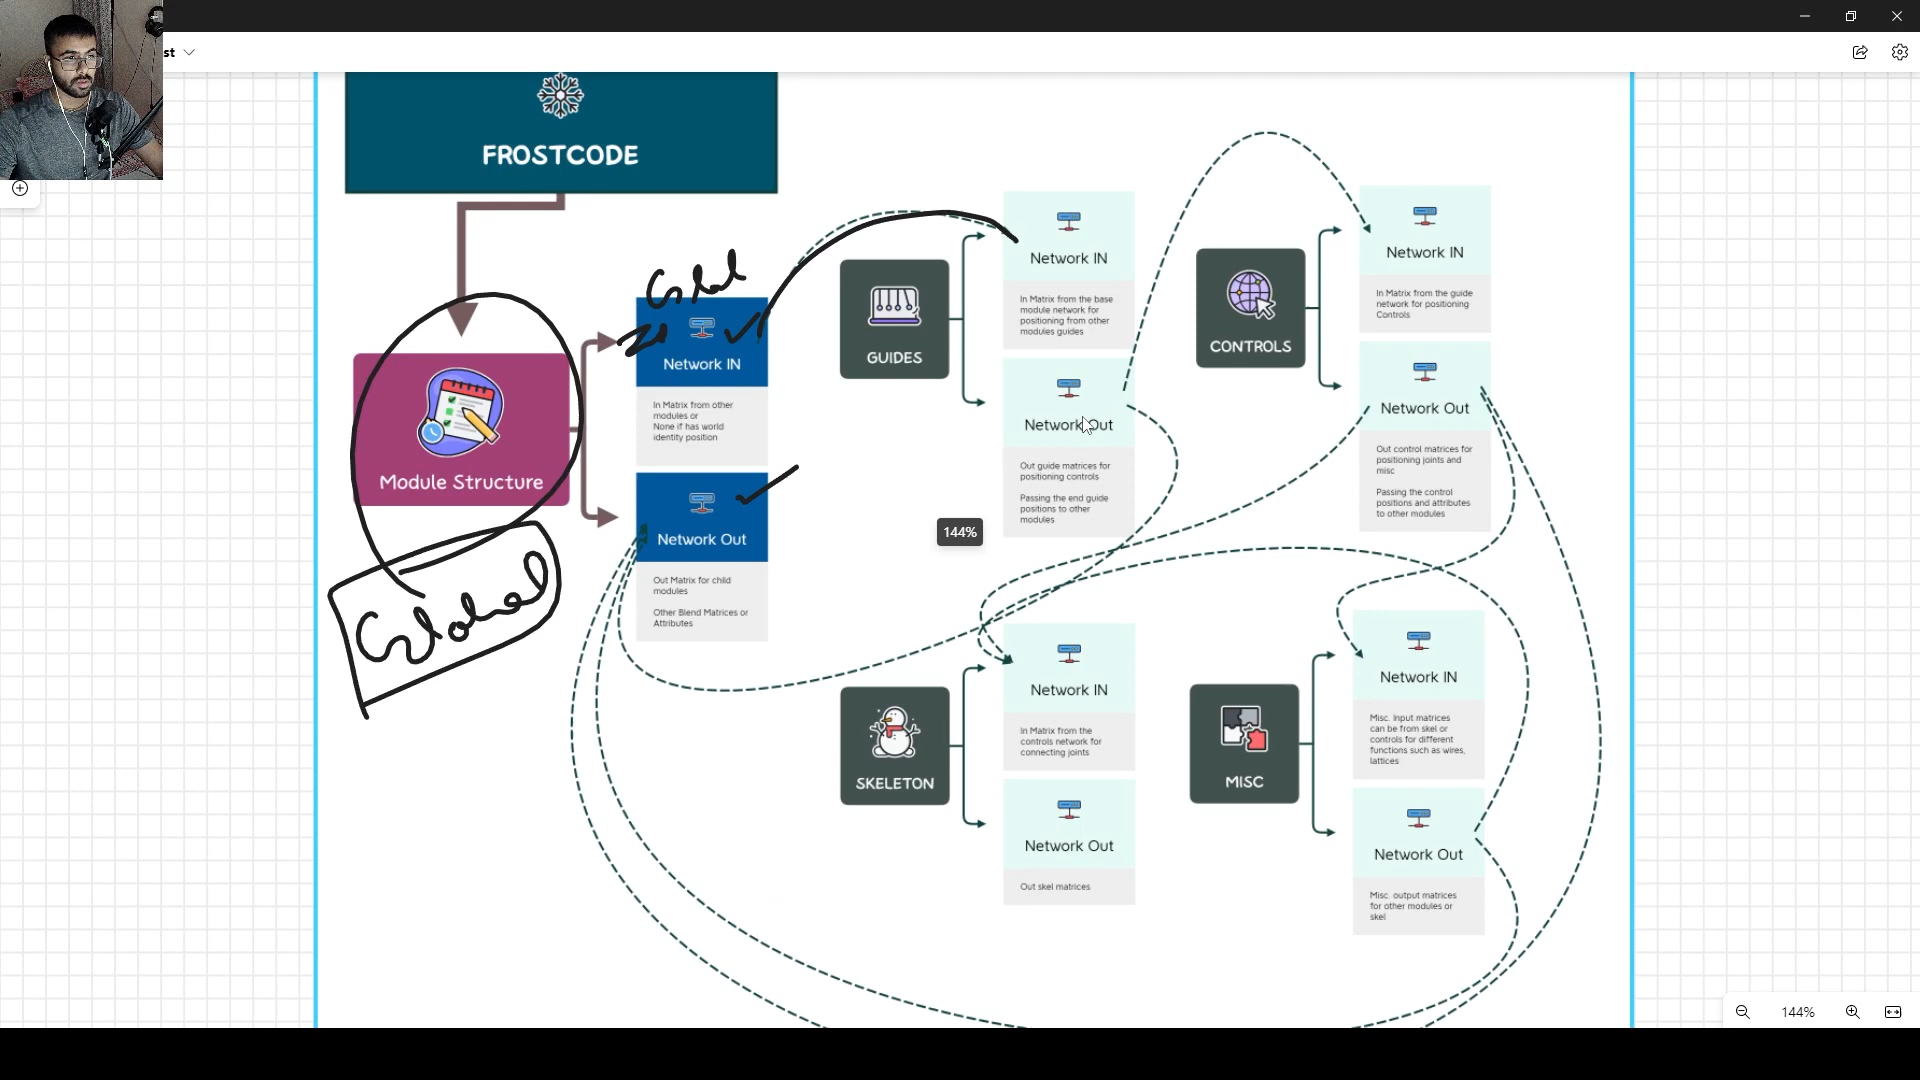 st
FROSTCODE
Module Structure
Global
Network IN
In Matrix from other
modules or
None if has world
identity position
Network Out
Out Matrix for child
modules
Other Blend Matrices or
Attributes
GUIDES
Network IN
In Matrix from the base
module network for
positioning from other
modules guides
Network Out
Out guide matrices for
positioning controls
Passing the end guide
positions to other
modules
CONTROLS
Network IN
In Matrix from the guide
network for positioning
Controls
Network Out
Out control matrices for
positioning joints and
misc
Passing the control
positions and attributes
to other modules
144%
SKELETON
Network IN
In Matrix from the
controls network for
connecting joints
Network Out
Out skel matrices
MISC
Network IN
Misc. Input matrices
can be from skel or
controls for different
functions such as wires,
lattices
Network Out
Misc. output matrices
for other modules or
skel
144%